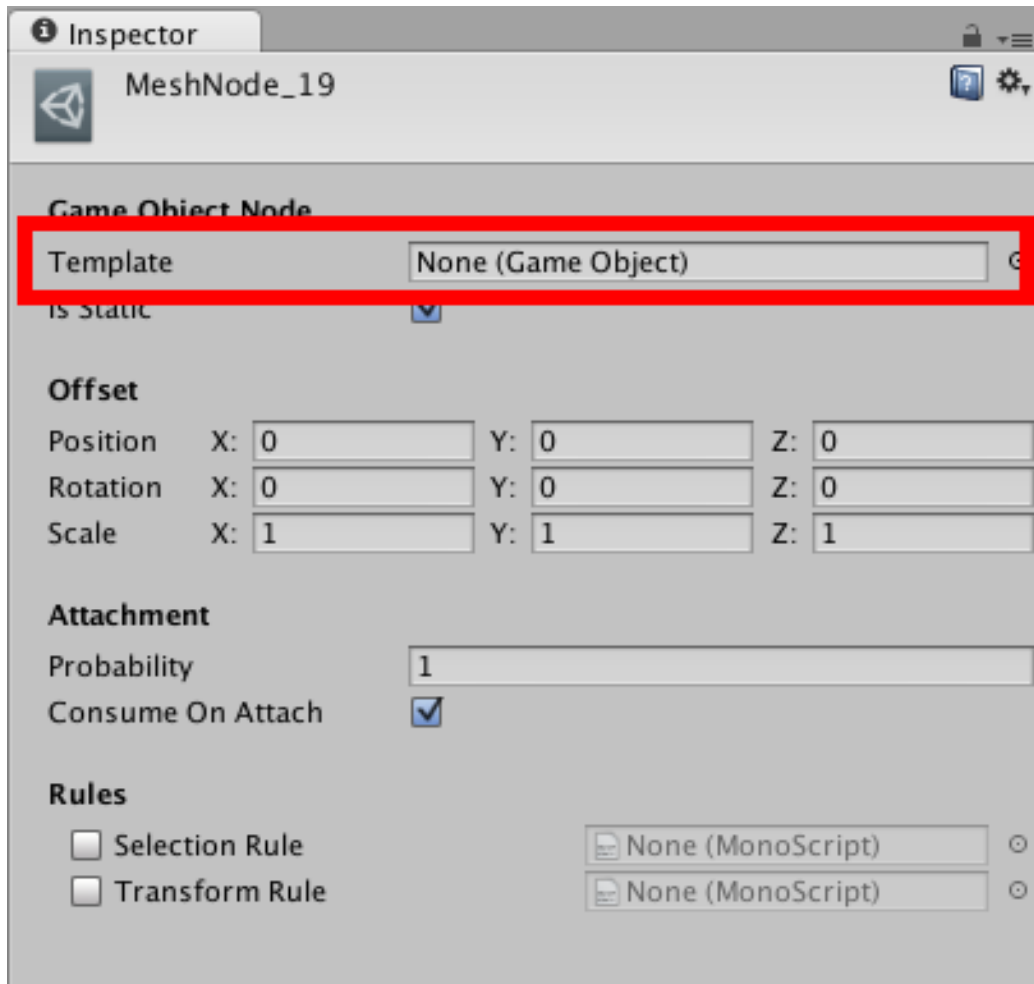 Inspector
MeshNode_19
Game Object Node
Template None (Game Object)
Is Static
Offset
Position X: 0 Y: 0 Z: 0
Rotation X: 0 Y: 0 Z: 0
Scale X: 1 Y: 1 Z: 1
Attachment
Probability 1
Consume On Attach
Rules
Selection Rule None (MonoScript)
Transform Rule None (MonoScript)